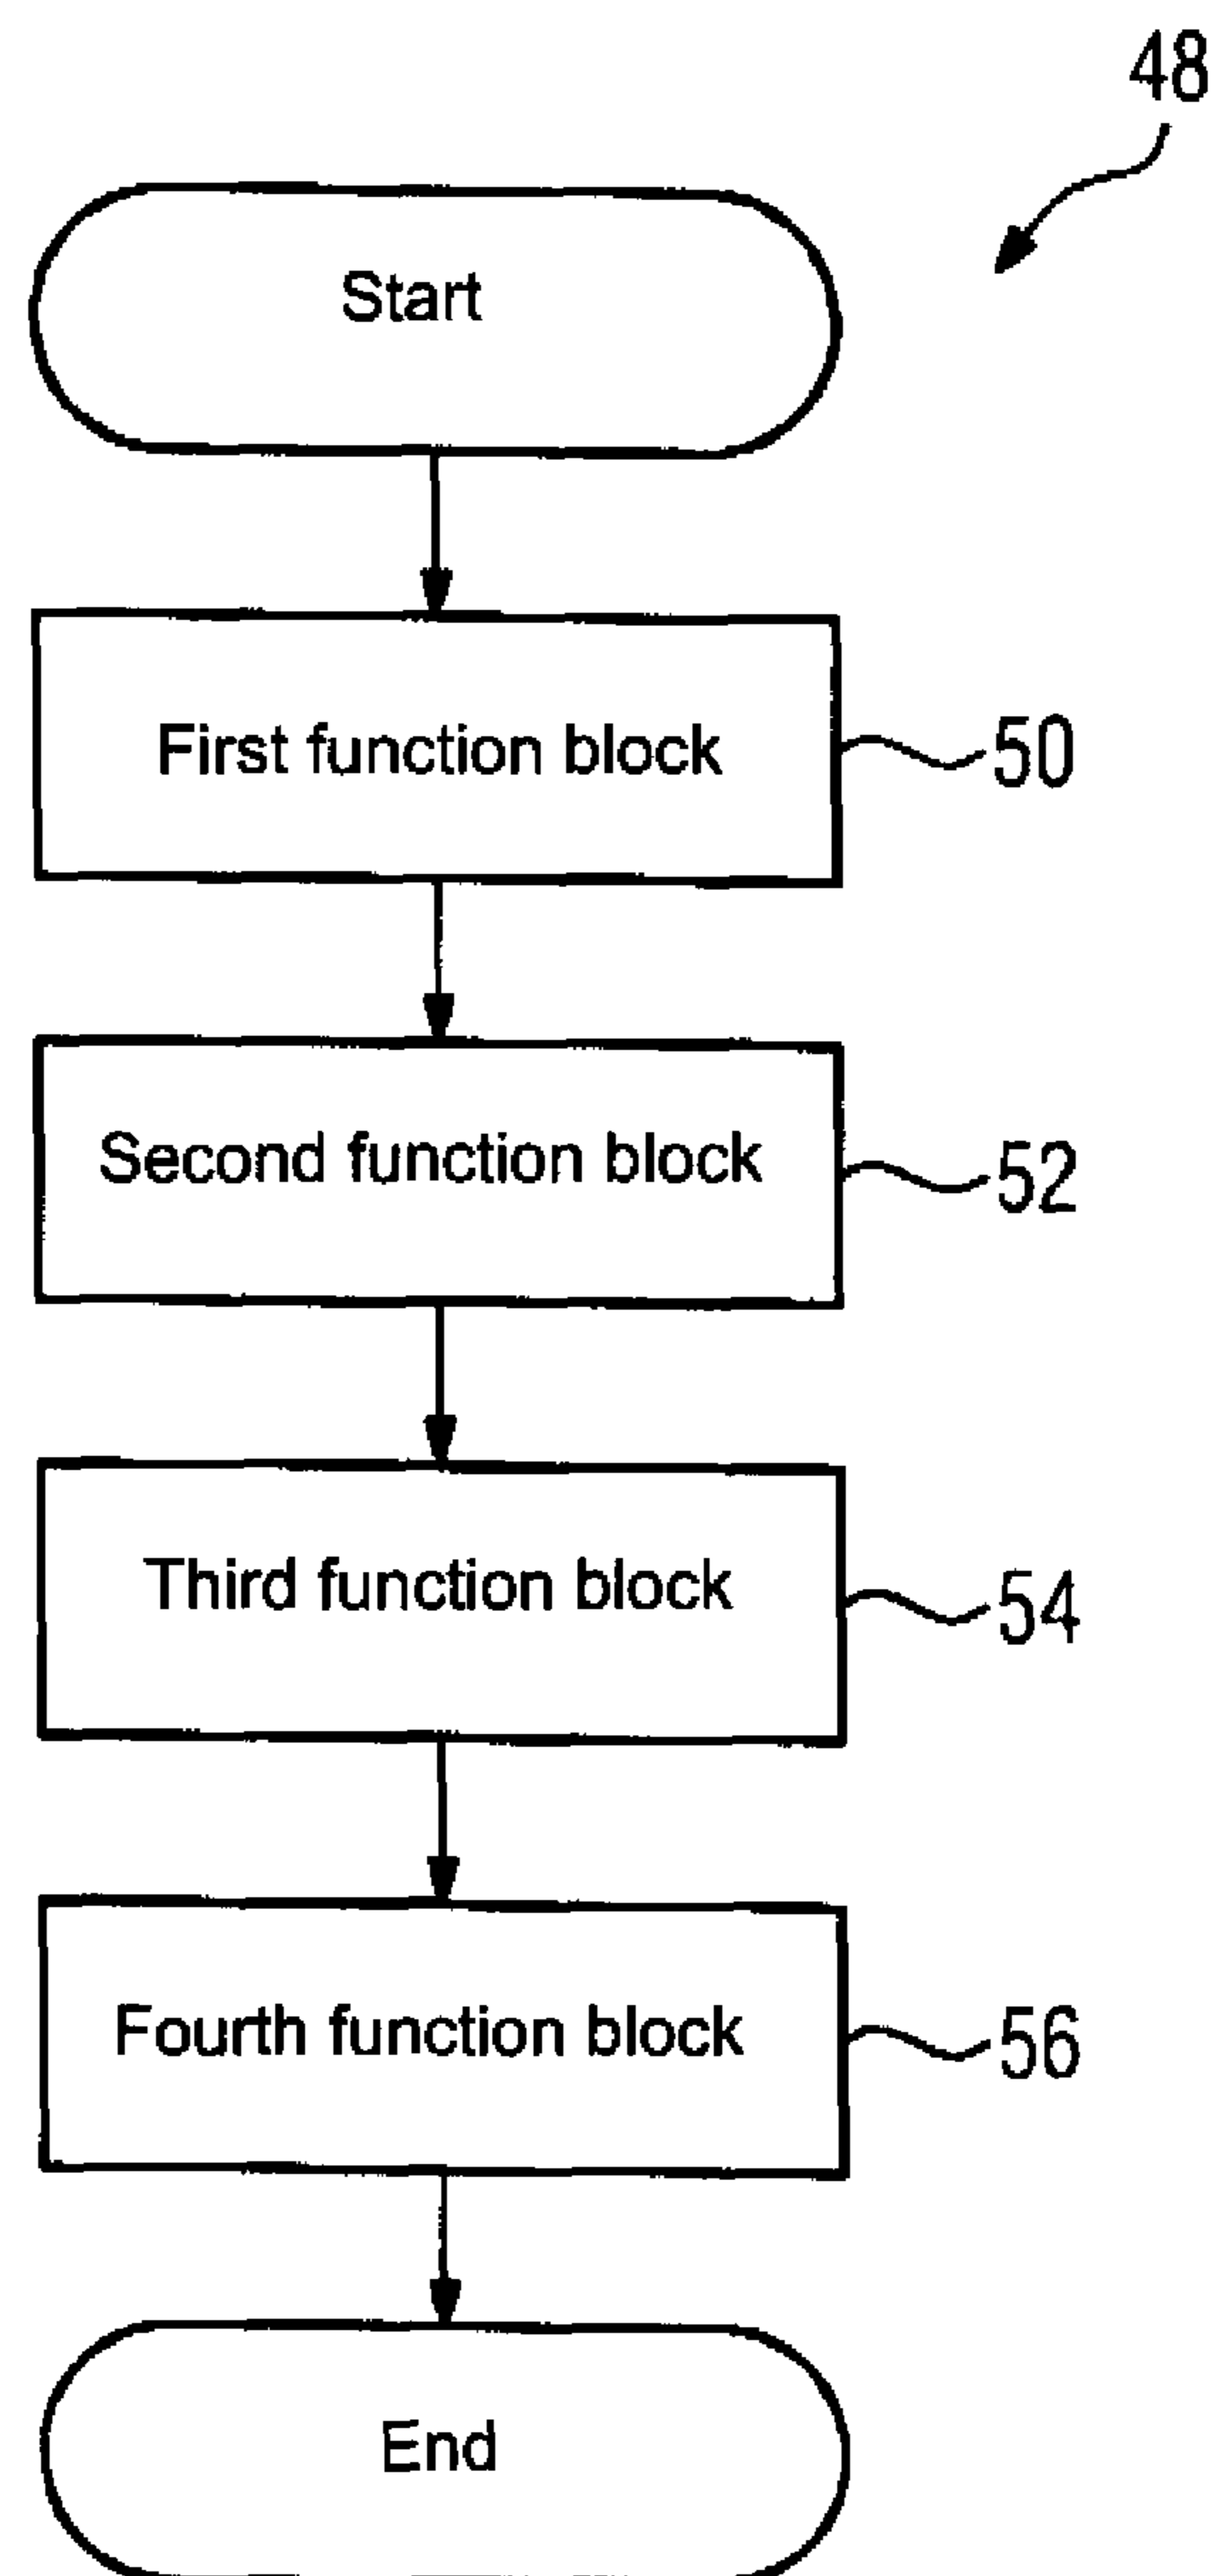 48
Start
First function block
50
Second function block
52
Third function block
54
Fourth function block
56
End